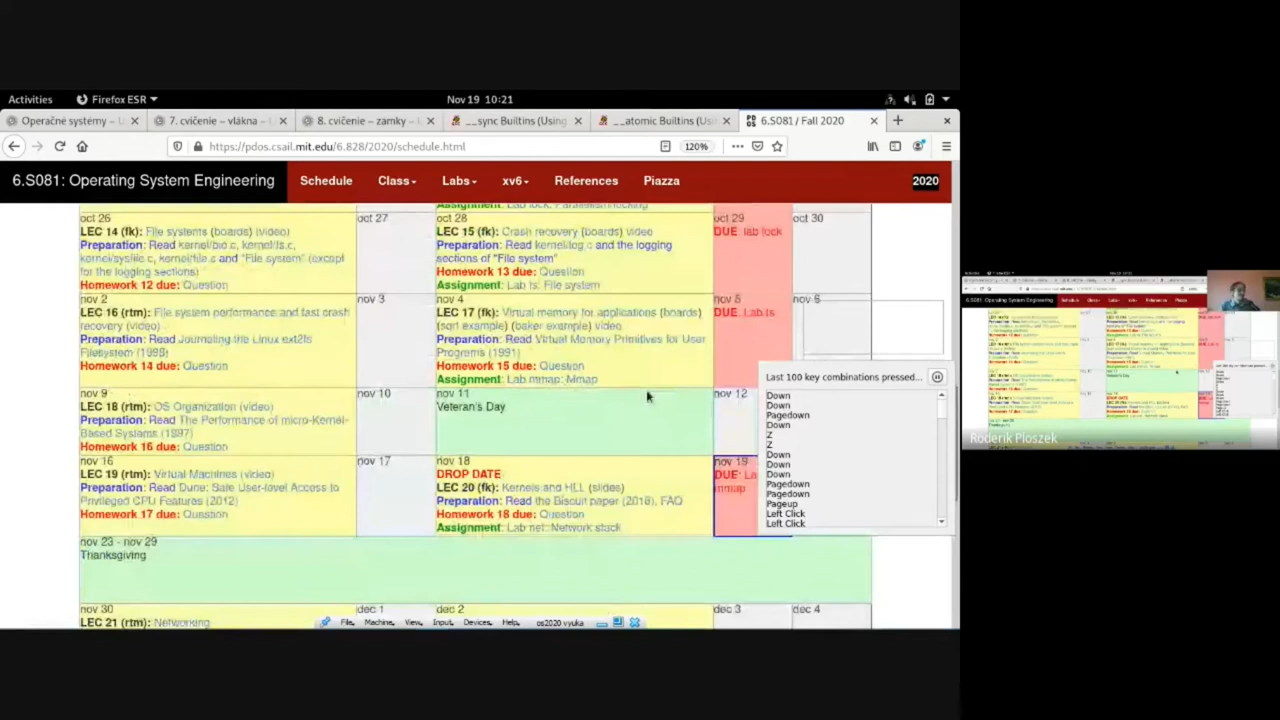 Activities Firefox ESR Nov 19 10:21
Operačné systémy – U 7. cvičenie – vlákna – U 8. cvičenie – zamky – U __sync Builtins (Using __atomic Builtins (Us 6.S081 / Fall 2020
https://pdos.csail.mit.edu/6.828/2020/schedule.html 120%
6.S081: Operating System Engineering Schedule Class Labs xv6 References Piazza 2020
oct 26
LEC 14 (fk): File systems (boards) (video)
Preparation: Read kernel/bio.c, kernel/fs.c,
kernel/sysfile.c, kernel/file.c and "File system" (except
for the logging sections)
Homework 12 due: Question
oct 27
oct 28
LEC 15 (fk): Crash recovery (boards) video
Preparation: Read kernel/log.c and the logging
sections of "File system"
Homework 13 due: Question
Assignment: Lab fs: File system
oct 29
DUE: lab lock
oct 30
nov 2
LEC 16 (rtm): File system performance and fast crash
recovery (video)
Preparation: Read Journaling the Linux ext2fs
Filesystem (1998)
Homework 14 due: Question
nov 3
nov 4
LEC 17 (fk): Virtual memory for applications (boards)
(sqrt example) (baker example) video
Preparation: Read Virtual Memory Primitives for User
Programs (1991)
Homework 15 due: Question
Assignment: Lab mmap: Mmap
nov 5
DUE: Lab fs
nov 6
nov 9
LEC 18 (rtm): OS Organization (video)
Preparation: Read The Performance of micro-Kernel-
Based Systems (1997)
Homework 16 due: Question
nov 10
nov 11
Veteran's Day
nov 12
nov 16
LEC 19 (rtm): Virtual Machines (video)
Preparation: Read Dune: Safe User-level Access to
Privileged CPU Features (2012)
Homework 17 due: Question
nov 17
nov 18
DROP DATE
LEC 20 (fk): Kernels and HLL (slides)
Preparation: Read the Biscuit paper (2018), FAQ
Homework 18 due: Question
Assignment: Lab net: Network stack
nov 19
DUE: La
mmap
nov 23 - nov 29
Thanksgiving
nov 30
LEC 21 (rtm): Networking
dec 1
dec 2
dec 3
dec 4
Last 100 key combinations pressed...
Down
Down
Pagedown
Down
Z
Z
Down
Down
Down
Pagedown
Pagedown
Pageup
Left Click
Left Click
File Machine View Input Devices Help os2020 vyuka
Roderik Ploszek